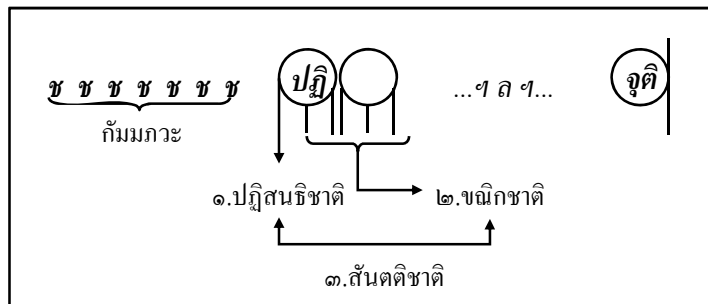 ปฏิ จุติ
ช ช ช ช ช ช ช ...ฯ ล ฯ...
กัมมภวะ
๑.ปฏิสนธิชาติ ๒.ขณิกชาติ
๓.สันตติชาติ